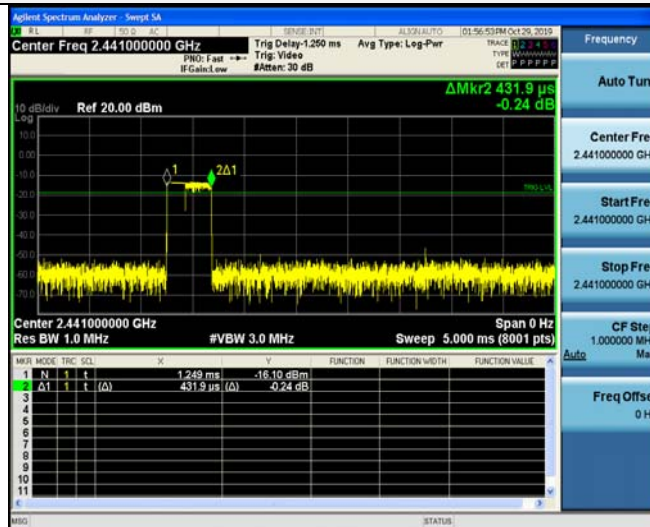 Agilent Spectrum Analyzer - Swept SA
RL RF 50 Ω AC SENSE:INT ALIGN AUTO 01:56:53 PM Oct 29, 2019
Center Freq 2.441000000 GHz
PNO: Fast
IFGain:Low
Trig Delay-1.250 ms
Trig: Video
#Atten: 30 dB
Avg Type: Log-Pwr
TRACE 1 2 3 4 5 6
TYPE
DET P P P P P P
ΔMkr2 431.9 µs
-0.24 dB
10 dB/div Ref 20.00 dBm
Log
10.0
0.00
-10.0
-20.0
-30.0
-40.0
-50.0
-60.0
-70.0
1
2Δ1
TRIG LVL
Center 2.441000000 GHz Span 0 Hz
Res BW 1.0 MHz #VBW 3.0 MHz Sweep 5.000 ms (8001 pts)
MKR MODE TRC SCL X Y FUNCTION FUNCTION WIDTH FUNCTION VALUE
1 N 1 t 1.249 ms -16.10 dBm
2 Δ1 1 t (Δ) 431.9 µs (Δ) -0.24 dB
3
4
5
6
7
8
9
10
11
MSG STATUS
Frequency
Auto Tun
Center Fre
2.441000000 GH
Start Fre
2.441000000 GH
Stop Fre
2.441000000 GH
CF Ste
1.000000 MH
Auto Ma
Freq Offse
0 H